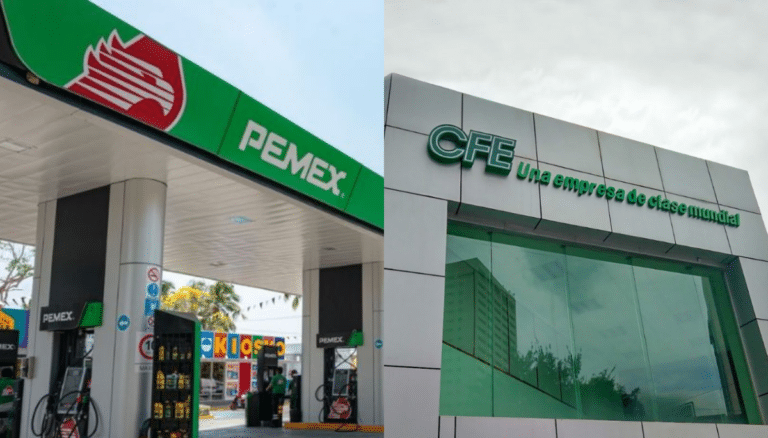 PEMEX®
PEMEX
KIOSKO
PEMEX
CFE
Una empresa de clase mundial